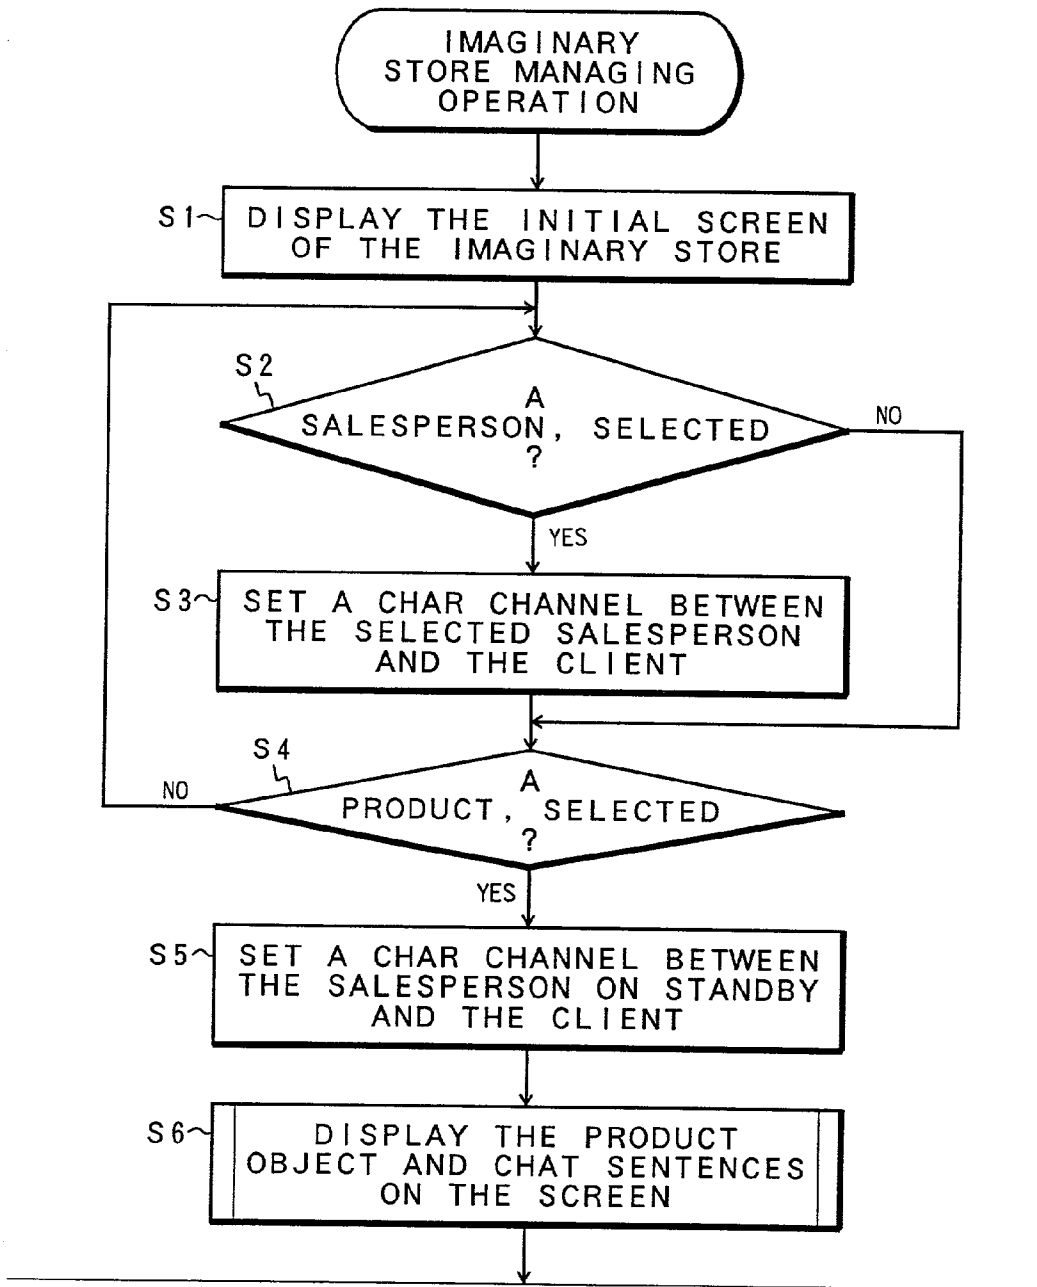 IMAGINARY
STORE MANAGING
OPERATION
S1
DISPLAY THE INITIAL SCREEN
OF THE IMAGINARY STORE
S2
A
SALESPERSON, SELECTED
?
NO
YES
S3
SET A CHAR CHANNEL BETWEEN
THE SELECTED SALESPERSON
AND THE CLIENT
S4
NO
A
PRODUCT, SELECTED
?
YES
S5
SET A CHAR CHANNEL BETWEEN
THE SALESPERSON ON STANDBY
AND THE CLIENT
S6
DISPLAY THE PRODUCT
OBJECT AND CHAT SENTENCES
ON THE SCREEN